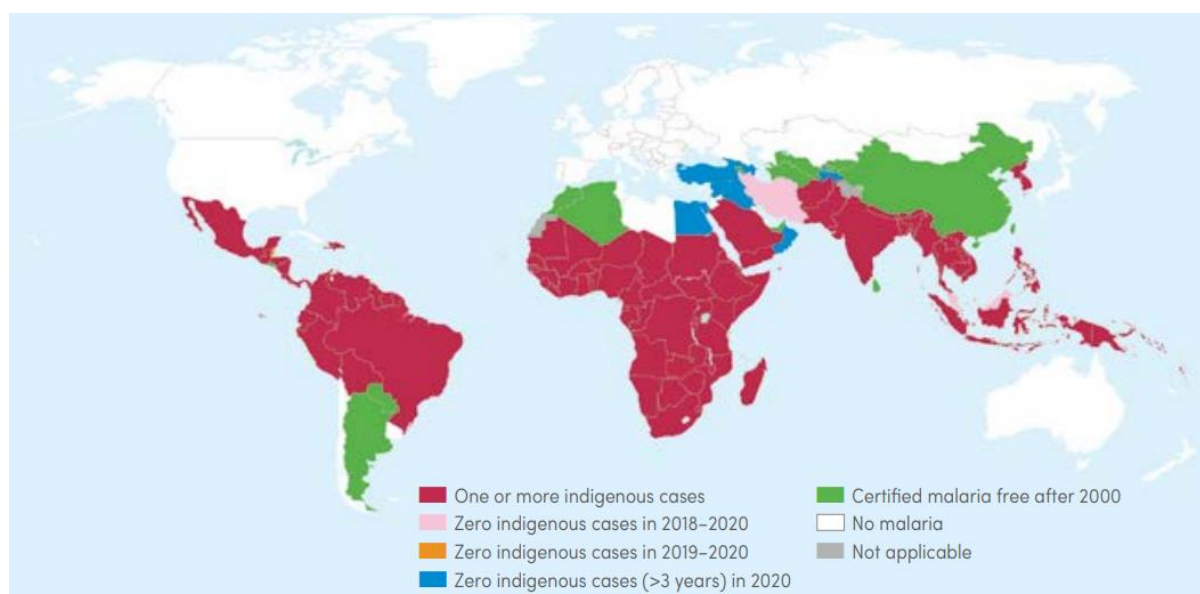 One or more indigenous cases
Zero indigenous cases in 2018–2020
Zero indigenous cases in 2019–2020
Zero indigenous cases (>3 years) in 2020
Certified malaria free after 2000
No malaria
Not applicable